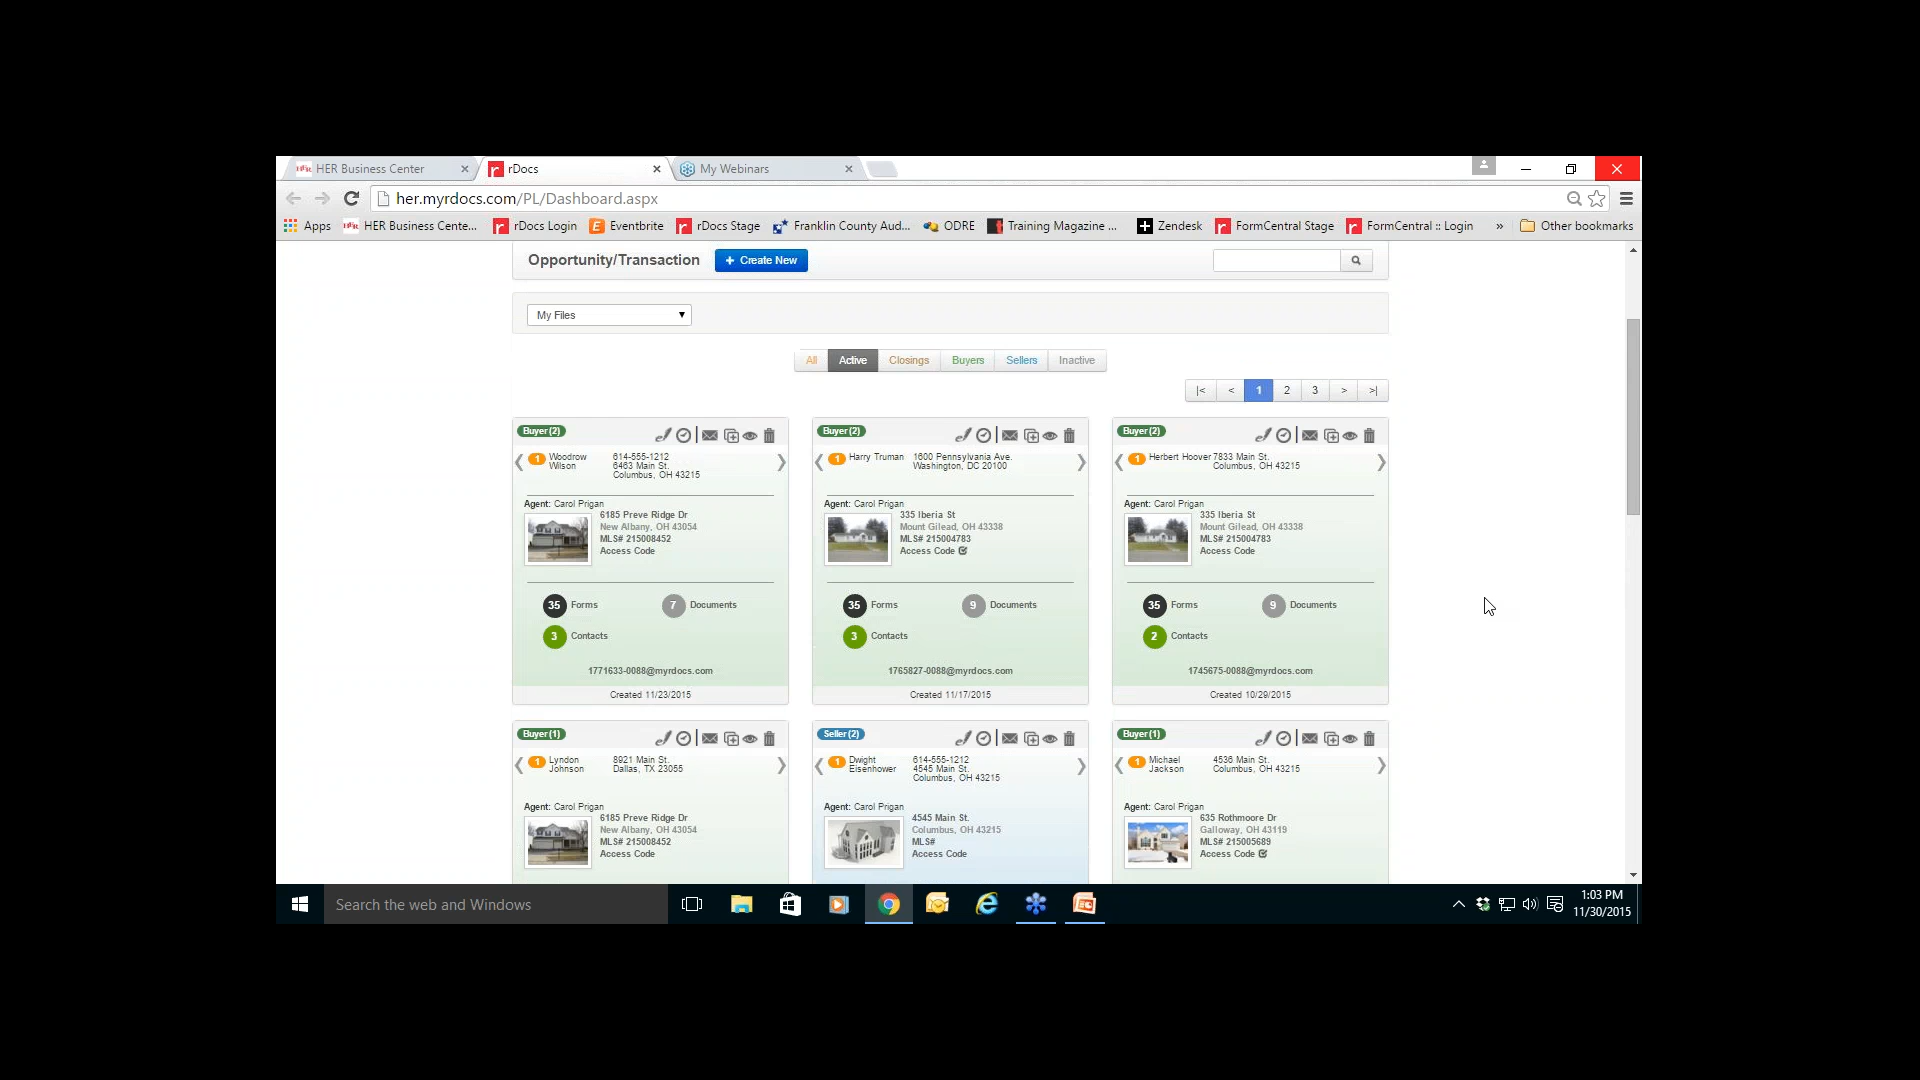 HER Business Center
rDocs
My Webinars
her.myrdocs.com/PL/Dashboard.aspx
Apps HER Business Cente... rDocs Login Eventbrite rDocs Stage Franklin County Aud... ODRE Training Magazine ... Zendesk FormCentral Stage FormCentral :: Login » Other bookmarks
Opportunity/Transaction + Create New
My Files
All Active Closings Buyers Sellers Inactive
|< < 1 2 3 > >|
Buyer (2)
1 Woodrow Wilson
614-555-1212
6463 Main St.
Columbus, OH 43215
Agent: Carol Prigan
6185 Preve Ridge Dr
New Albany, OH 43054
MLS# 215008452
Access Code
35 Forms 7 Documents
3 Contacts
1771633-0088@myrdocs.com
Created 11/23/2015
Buyer (2)
1 Harry Truman
1600 Pennsylvania Ave.
Washington, DC 20100
Agent: Carol Prigan
335 Iberia St
Mount Gilead, OH 43338
MLS# 215004783
Access Code
35 Forms 9 Documents
3 Contacts
1765827-0088@myrdocs.com
Created 11/17/2015
Buyer (2)
1 Herbert Hoover
7833 Main St.
Columbus, OH 43215
Agent: Carol Prigan
335 Iberia St
Mount Gilead, OH 43338
MLS# 215004783
Access Code
35 Forms 9 Documents
2 Contacts
1745675-0088@myrdocs.com
Created 10/29/2015
Buyer (1)
1 Lyndon Johnson
8921 Main St.
Dallas, TX 23055
Agent: Carol Prigan
6185 Preve Ridge Dr
New Albany, OH 43054
MLS# 215008452
Access Code
Seller (2)
1 Dwight Eisenhower
614-555-1212
4545 Main St.
Columbus, OH 43215
Agent: Carol Prigan
4545 Main St.
Columbus, OH 43215
MLS#
Access Code
Buyer (1)
1 Michael Jackson
4536 Main St.
Columbus, OH 43215
Agent: Carol Prigan
635 Rothmoore Dr
Galloway, OH 43119
MLS# 215005689
Access Code
Search the web and Windows
1:03 PM
11/30/2015